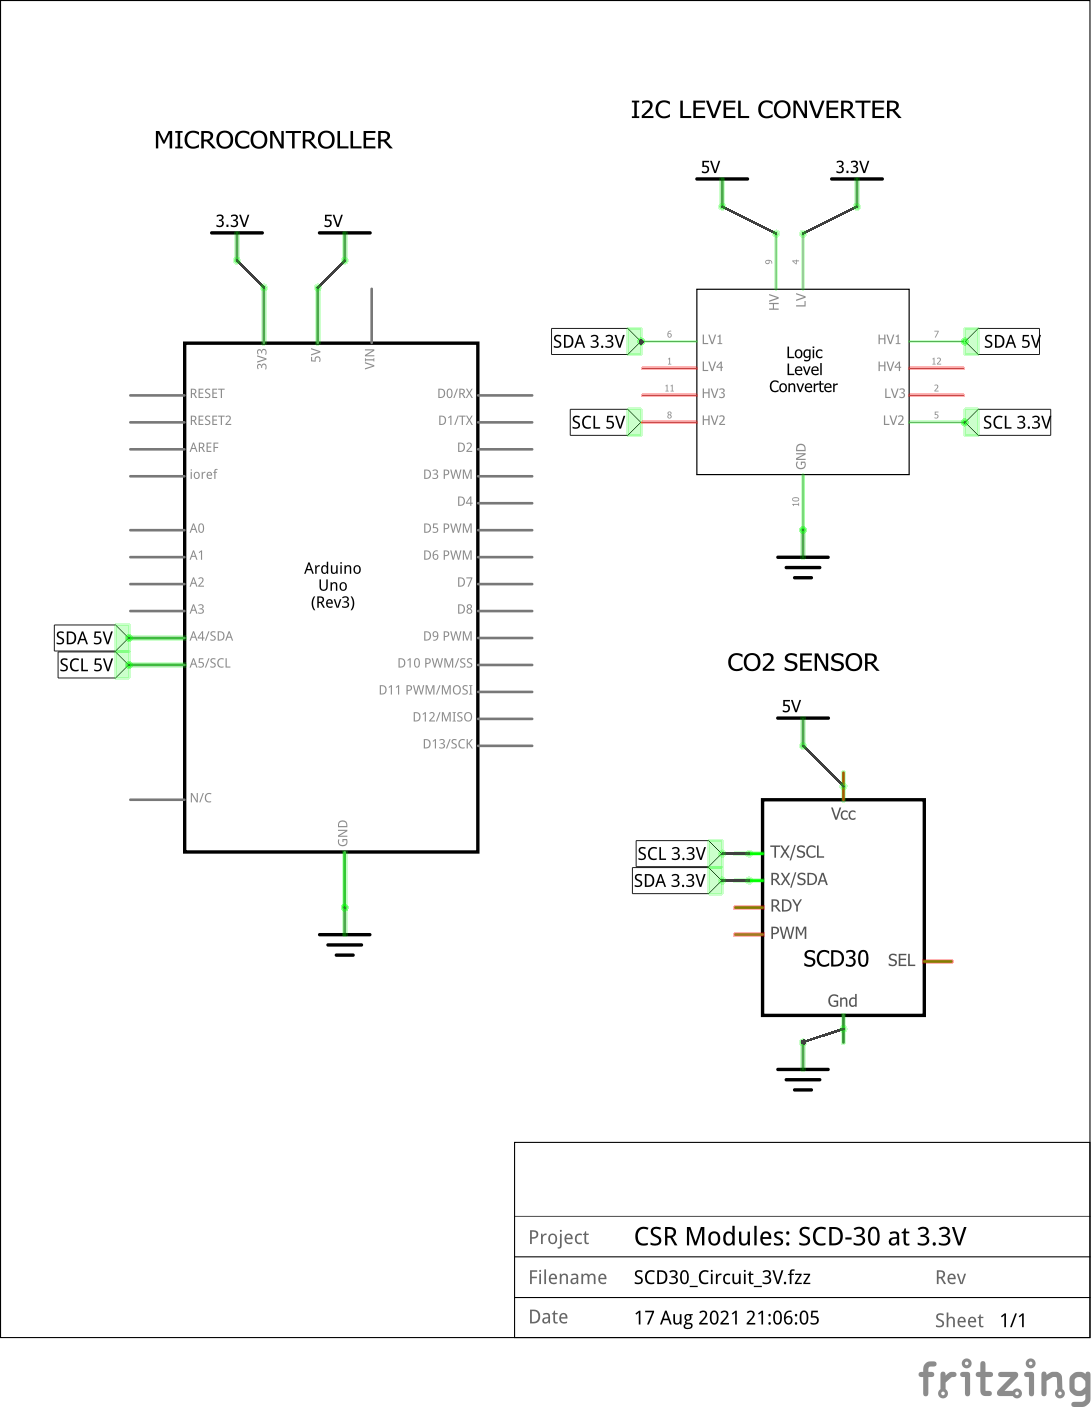 MICROCONTROLLER
3.3V
5V
3V3
5V
VIN
RESET
RESET2
AREF
ioref
A0
A1
A2
A3
SDA 5V
A4/SDA
SCL 5V
A5/SCL
N/C
Arduino
Uno
(Rev3)
D0/RX
D1/TX
D2
D3 PWM
D4
D5 PWM
D6 PWM
D7
D8
D9 PWM
D10 PWM/SS
D11 PWM/MOSI
D12/MISO
D13/SCK
GND
I2C LEVEL CONVERTER
5V
3.3V
9
4
HV
LV
SDA 3.3V
6
LV1
1
LV4
11
HV3
SCL 5V
8
HV2
Logic
Level
Converter
HV1
7
SDA 5V
HV4
12
LV3
2
LV2
5
SCL 3.3V
GND
10
CO2 SENSOR
5V
Vcc
SCL 3.3V
TX/SCL
SDA 3.3V
RX/SDA
RDY
PWM
SCD30
SEL
Gnd
Project CSR Modules: SCD-30 at 3.3V
Filename SCD30_Circuit_3V.fzz Rev
Date 17 Aug 2021 21:06:05 Sheet 1/1
fritzing